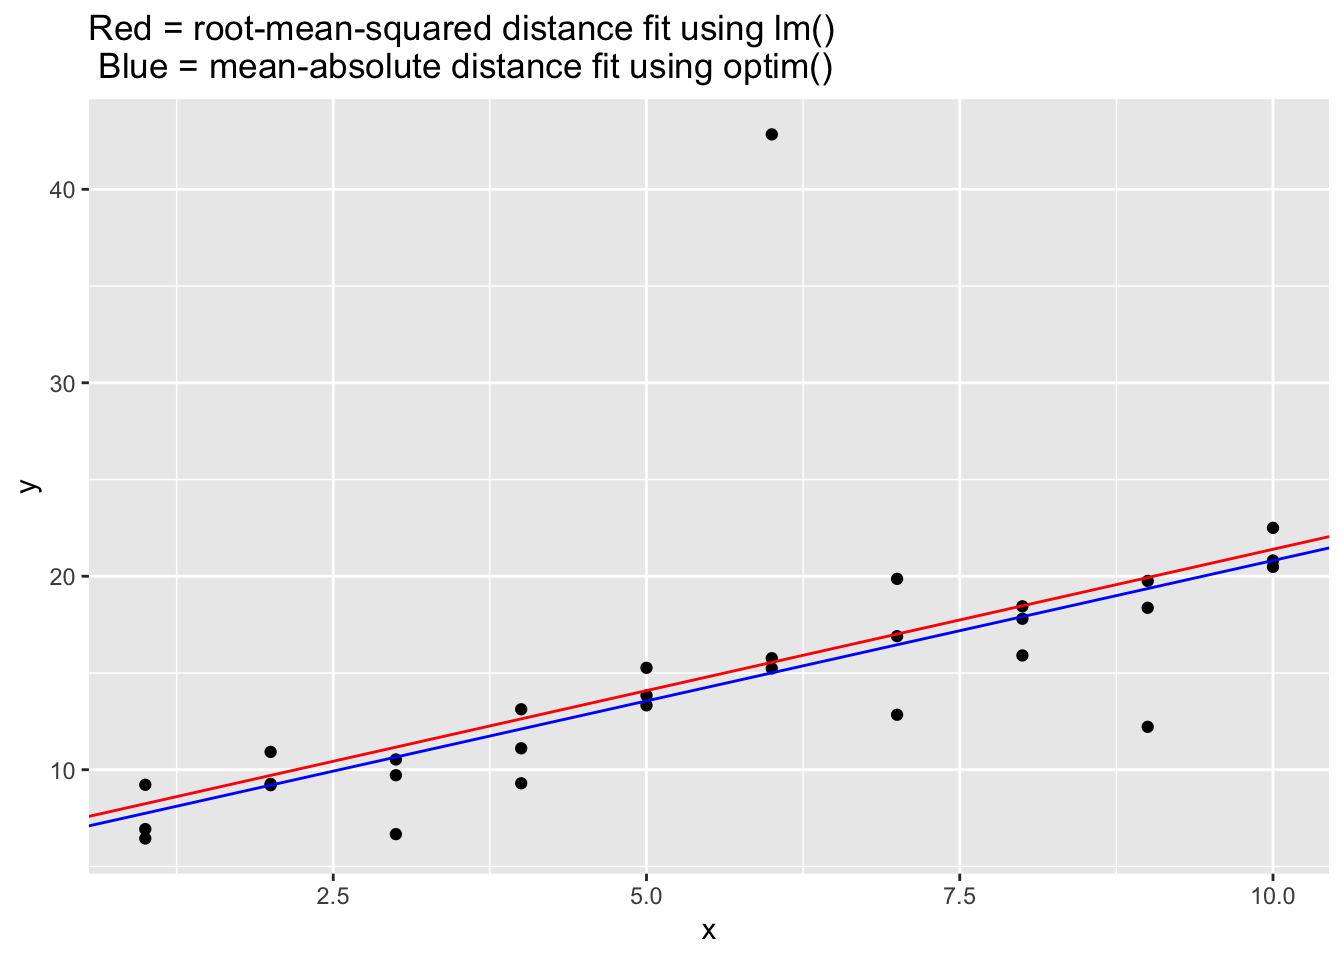 Red = root-mean-squared distance fit using lm()
Blue = mean-absolute distance fit using optim()
40
30
20
10
y
2.5
5.0
7.5
10.0
x